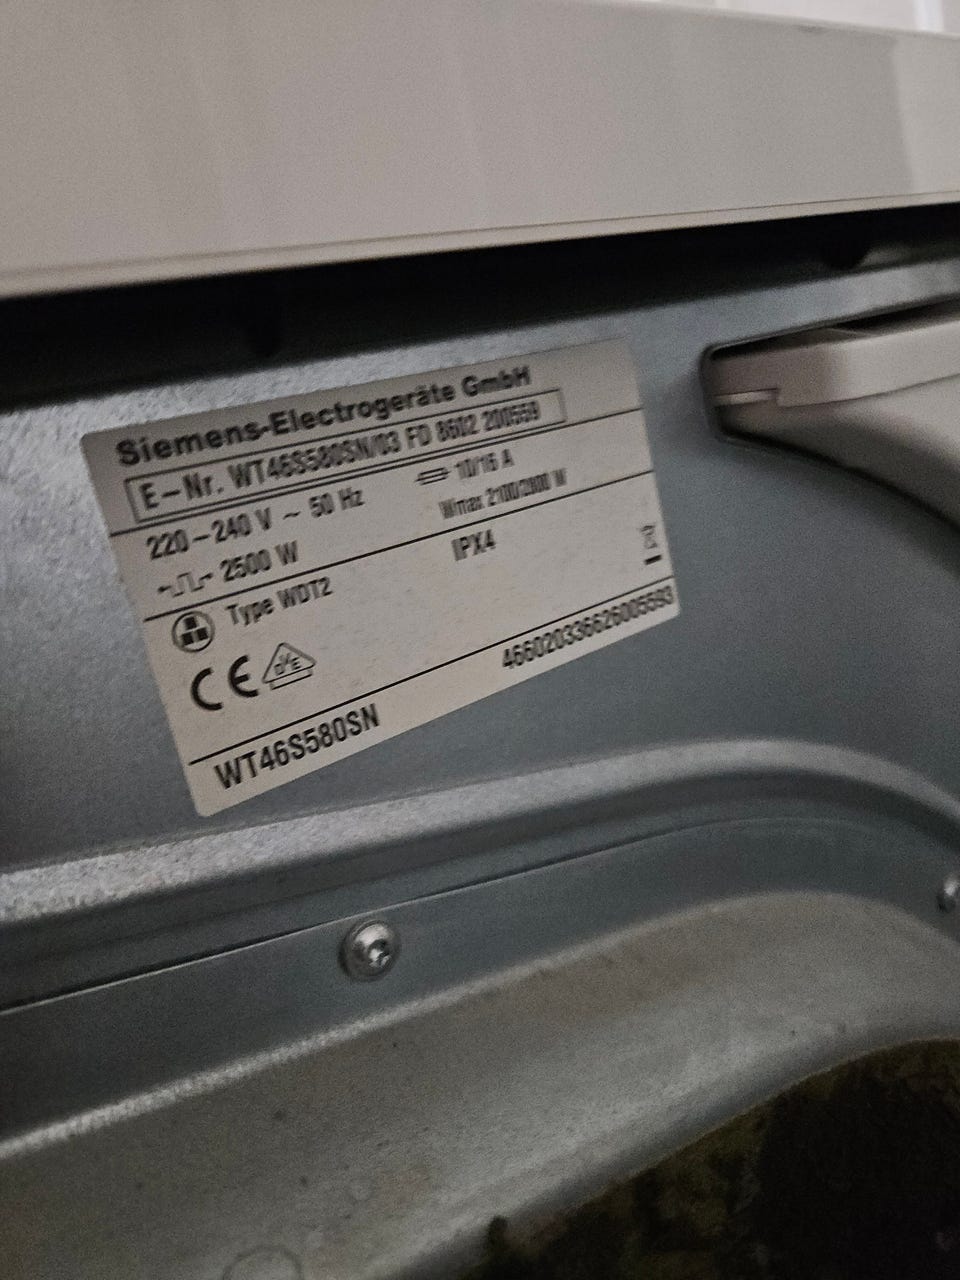 Siemens-Electrogeräte GmbH
E-Nr. WT46S580SN/03 FD 8602 200559
220-240 V ~ 50 Hz 10/16 A
2500 W Wmax 2100/2800 W
Type WDT2 IPX4
CE DVE
466020336626005593
WT46S580SN